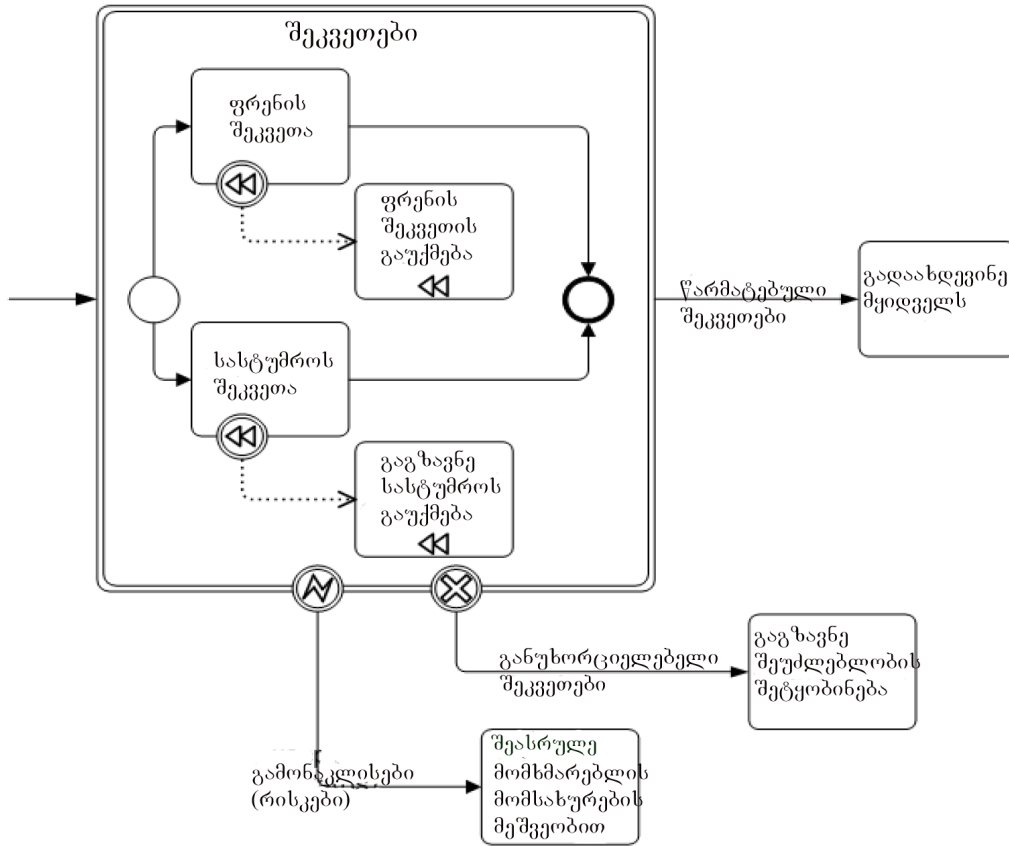 შეკვეთები
ფრენის
შეკვეთა
ფრენის
შეკვეთის
გაუქმება
სასტუმროს
შეკვეთა
გაგზავნე
სასტუმროს
გაუქმება
წარმატებული
შეკვეთები
გადაახდევინე
მყიდველს
განუხორციელებელი
შეკვეთები
გაგზავნე
შეუძლებლობის
შეტყობინება
გამონაკლისები
(რისკები)
შეასრულე
მომხმარებლის
მომსახურების
მეშვეობით